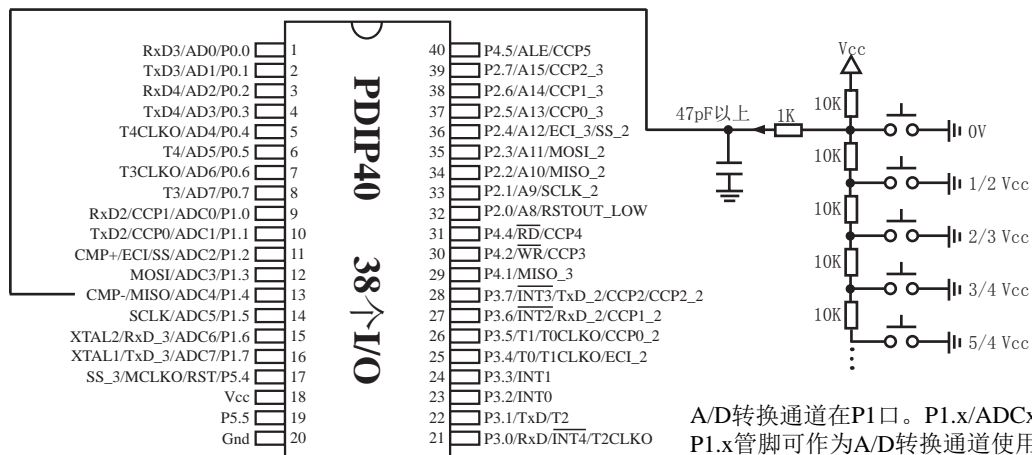 RxD3/AD0/P0.0 1
TxD3/AD1/P0.1 2
RxD4/AD2/P0.2 3
TxD4/AD3/P0.3 4
T4CLKO/AD4/P0.4 5
T4/AD5/P0.5 6
T3CLKO/AD6/P0.6 7
T3/AD7/P0.7 8
RxD2/CCP1/ADC0/P1.0 9
TxD2/CCP0/ADC1/P1.1 10
CMP+/ECI/SS/ADC2/P1.2 11
MOSI/ADC3/P1.3 12
CMP-/MISO/ADC4/P1.4 13
SCLK/ADC5/P1.5 14
XTAL2/RxD_3/ADC6/P1.6 15
XTAL1/TxD_3/ADC7/P1.7 16
SS_3/MCLKO/RST/P5.4 17
Vcc 18
P5.5 19
Gnd 20
PDIP40 38个I/O
40 P4.5/ALE/CCP5
39 P2.7/A15/CCP2_3
38 P2.6/A14/CCP1_3
37 P2.5/A13/CCP0_3
36 P2.4/A12/ECI_3/SS_2
35 P2.3/A11/MOSI_2
34 P2.2/A10/MISO_2
33 P2.1/A9/SCLK_2
32 P2.0/A8/RSTOUT_LOW
31 P4.4/RD/CCP4
30 P4.2/WR/CCP3
29 P4.1/MISO_3
28 P3.7/INT3/TxD_2/CCP2/CCP2_2
27 P3.6/INT2/RxD_2/CCP1_2
26 P3.5/T1/T0CLKO/CCP0_2
25 P3.4/T0/T1CLKO/ECI_2
24 P3.3/INT1
23 P3.2/INT0
22 P3.1/TxD/T2
21 P3.0/RxD/INT4/T2CLKO
47pF以上
1K
Vcc
10K
0V
10K
1/2 Vcc
10K
2/3 Vcc
10K
3/4 Vcc
10K
5/4 Vcc
A/D转换通道在P1口。P1.x/ADCx
P1.x管脚可作为A/D转换通道使用